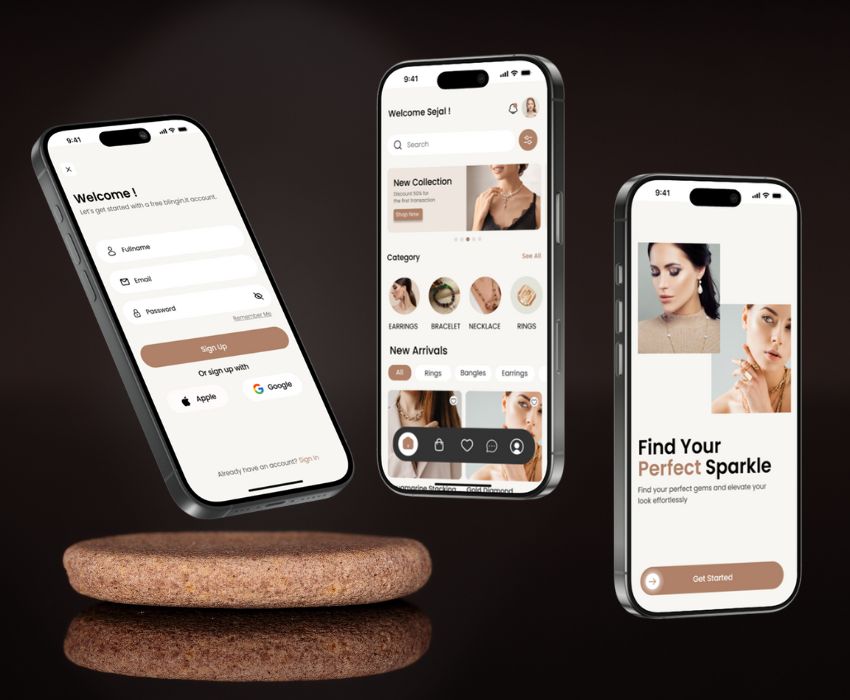 9:41
Welcome !
Let's get started with a free blingin.it account.
Fullname
Email
Password
Remember Me
Sign Up
Or sign up with
Apple
Google
Already have an account? Sign In
9:41
Welcome Sejal !
Search
New Collection
Discount 50% for
the first transaction
Shop Now
Category
See All
EARRINGS
BRACELET
NECKLACE
RINGS
New Arrivals
All
Rings
Bangles
Earrings
Stacking
Gold Diamond
9:41
Find Your
Perfect Sparkle
Find your perfect gems and elevate your
look effortlessly
Get Started